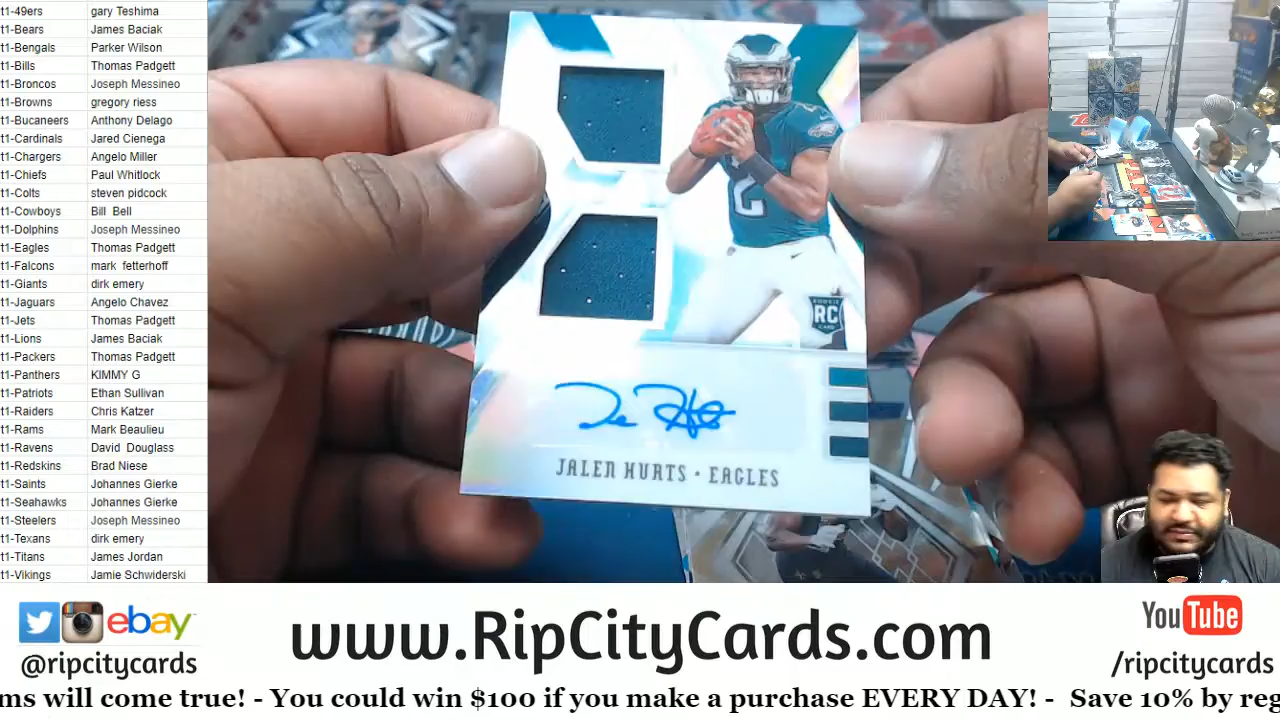 t1-49ers gary Teshima
t1-Bears James Baciak
t1-Bengals Parker Wilson
t1-Bills Thomas Padgett
t1-Broncos Joseph Messineo
t1-Browns gregory riess
t1-Bucaneers Anthony Delago
t1-Cardinals Jared Cienega
t1-Chargers Angelo Miller
t1-Chiefs Paul Whitlock
t1-Colts steven pidcock
t1-Cowboys Bill Bell
t1-Dolphins Joseph Messineo
t1-Eagles Thomas Padgett
t1-Falcons mark fetterhoff
t1-Giants dirk emery
t1-Jaguars Angelo Chavez
t1-Jets Thomas Padgett
t1-Lions James Baciak
t1-Packers Thomas Padgett
t1-Panthers KIMMY G
t1-Patriots Ethan Sullivan
t1-Raiders Chris Katzer
t1-Rams Mark Beaulieu
t1-Ravens David Douglass
t1-Redskins Brad Niese
t1-Saints Johannes Gierke
t1-Seahawks Johannes Gierke
t1-Steelers Joseph Messineo
t1-Texans dirk emery
t1-Titans James Jordan
t1-Vikings Jamie Schwiderski
2
ROOKIE
RC
CARD
JALEN HURTS · EAGLES
ebay
@ripcitycards
www.RipCityCards.com
YouTube
/ripcitycards
ms will come true! - You could win $100 if you make a purchase EVERY DAY! - Save 10% by reg